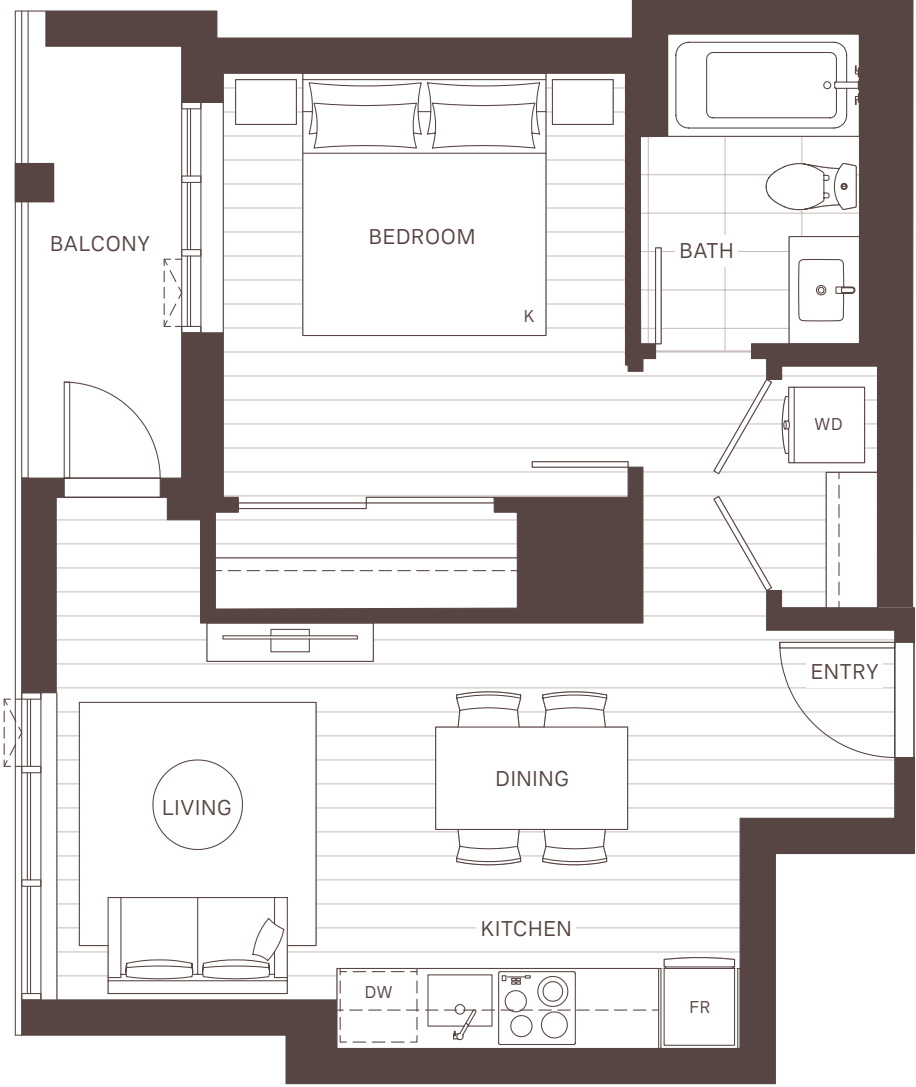 BALCONY
BEDROOM
K
BATH
WD
ENTRY
DINING
LIVING
KITCHEN
DW
FR